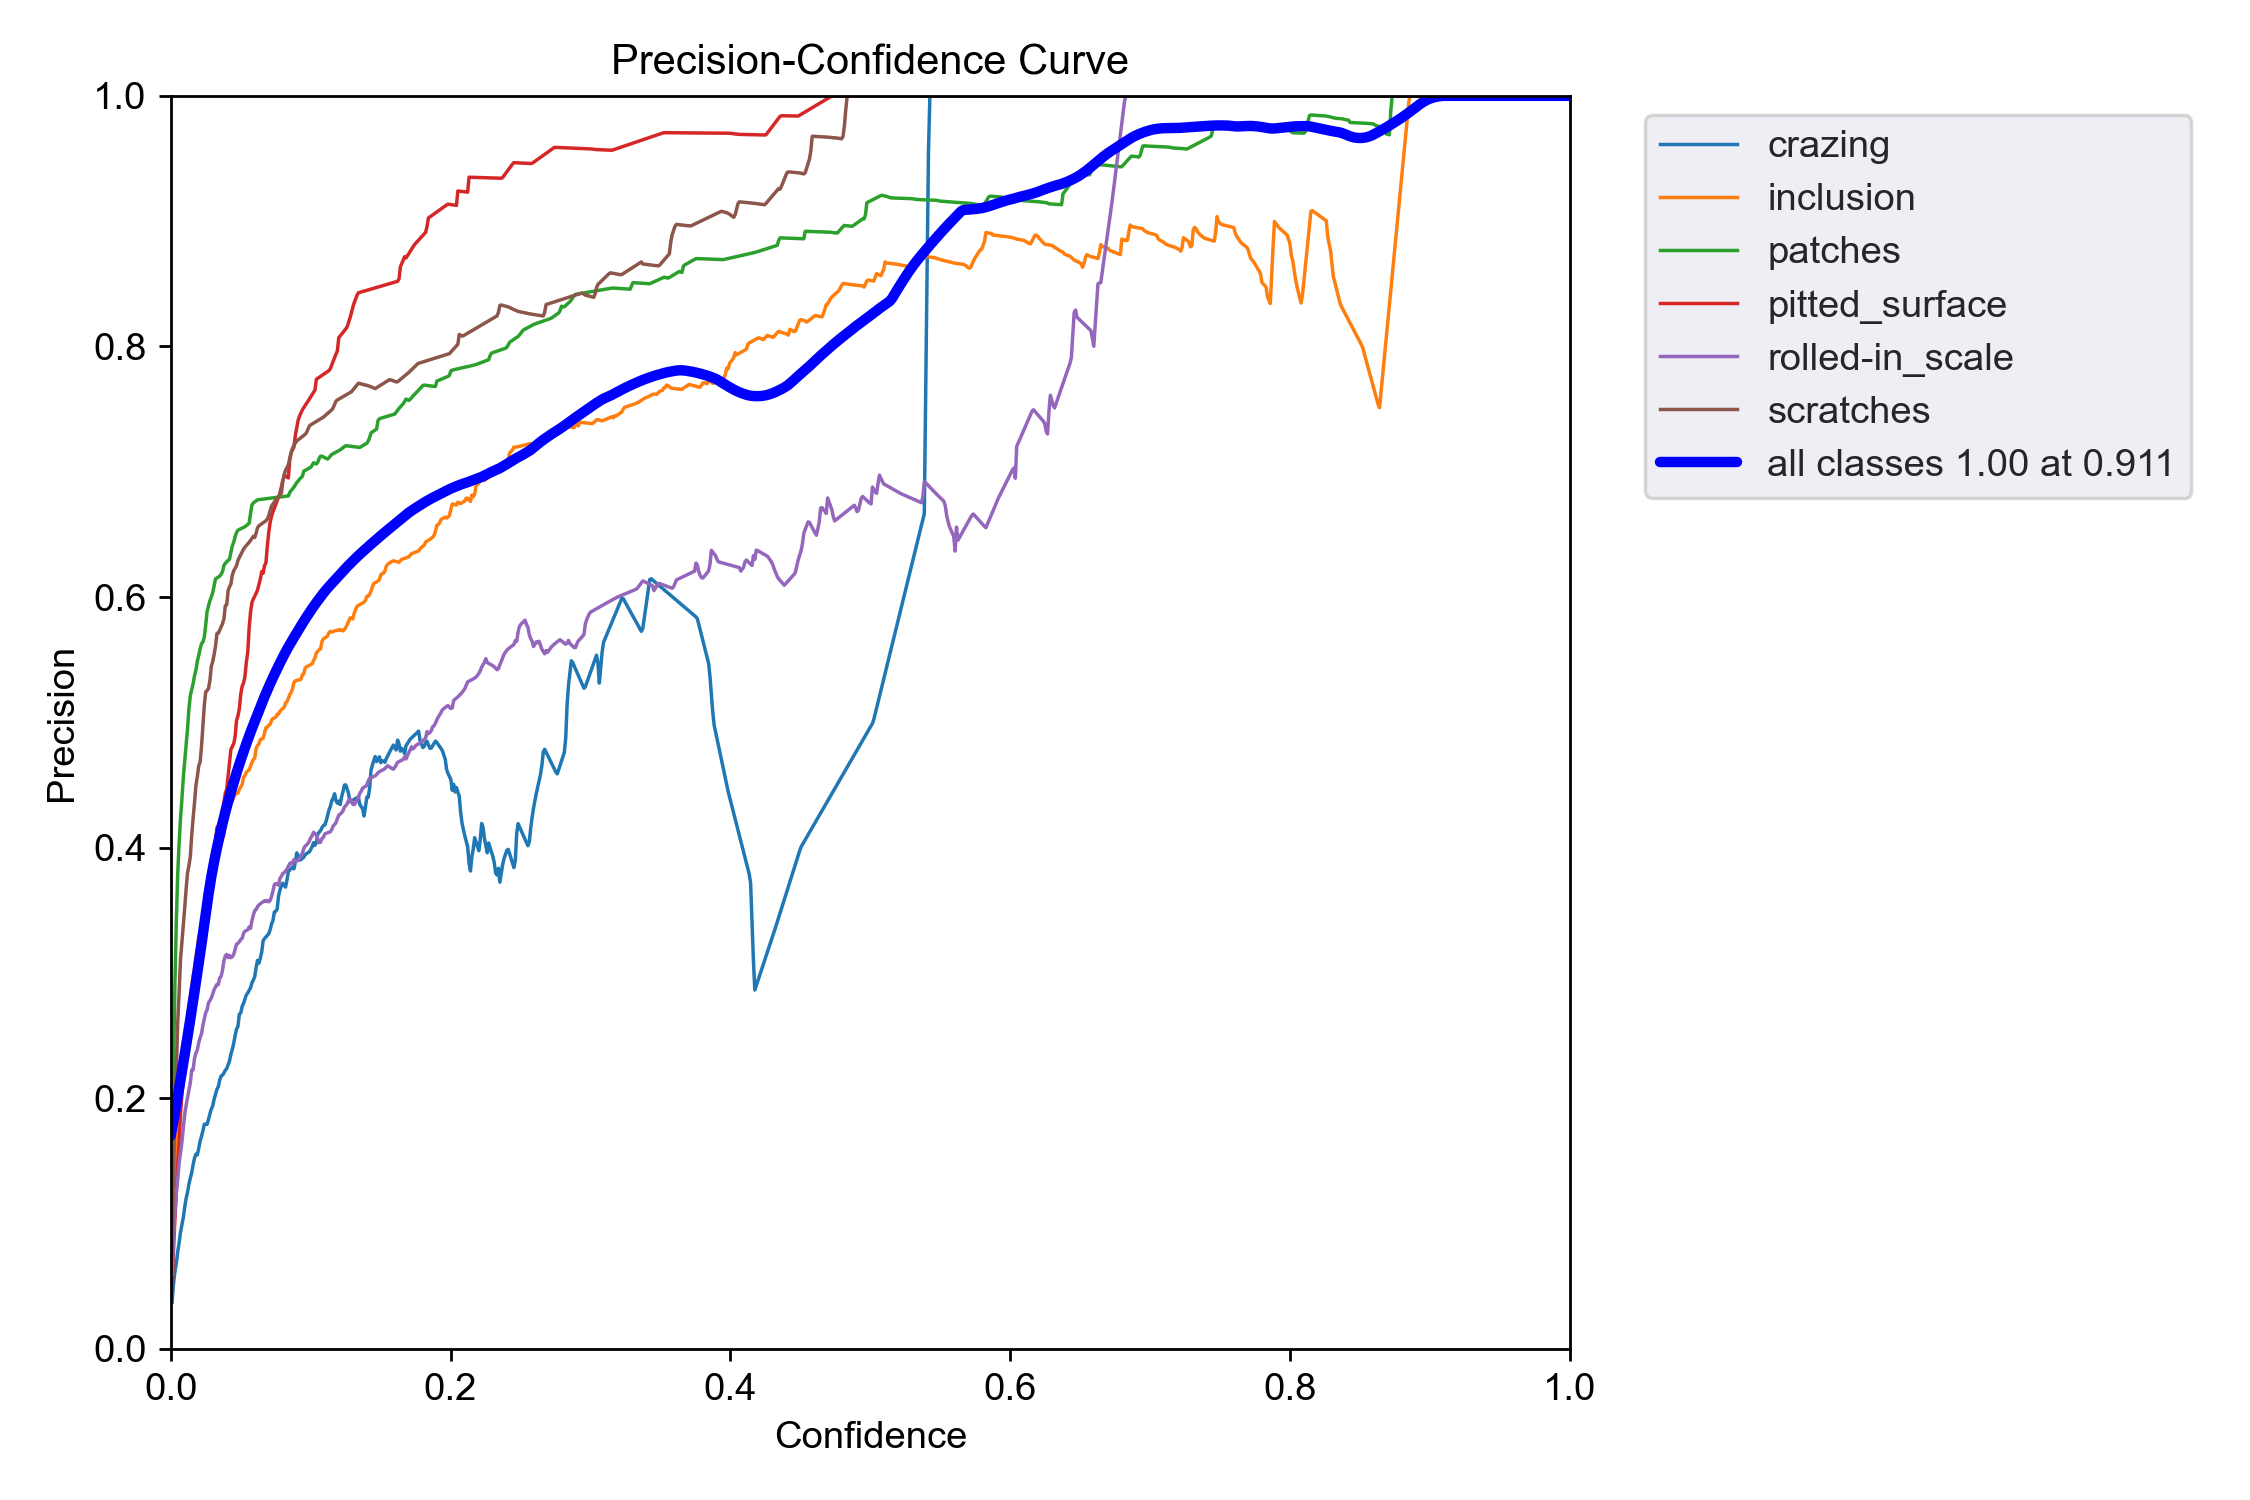 Precision-Confidence Curve
1.0
0.8
0.6
0.4
0.2
0.0
Precision
0.0 0.2 0.4 0.6 0.8 1.0
Confidence
crazing
inclusion
patches
pitted_surface
rolled-in_scale
scratches
all classes 1.00 at 0.911